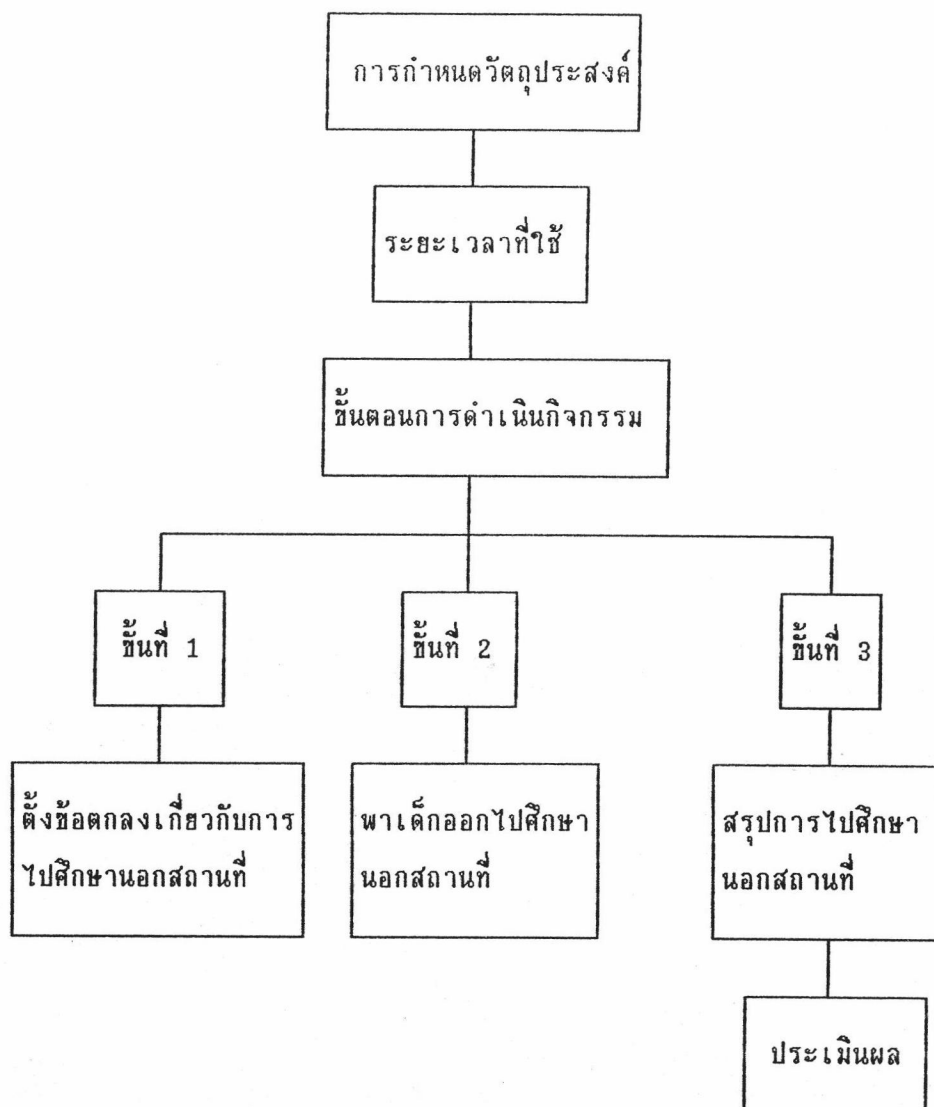 การกำหนดวัตถุประสงค์
ระยะเวลาที่ใช้
ขั้นตอนการดำเนินกิจกรรม
ขั้นที่ 1
ขั้นที่ 2
ขั้นที่ 3
ตั้งข้อตกลงเกี่ยวกับการ
ไปศึกษานอกสถานที่
พาเด็กออกไปศึกษา
นอกสถานที่
สรุปการไปศึกษา
นอกสถานที่
ประเมินผล